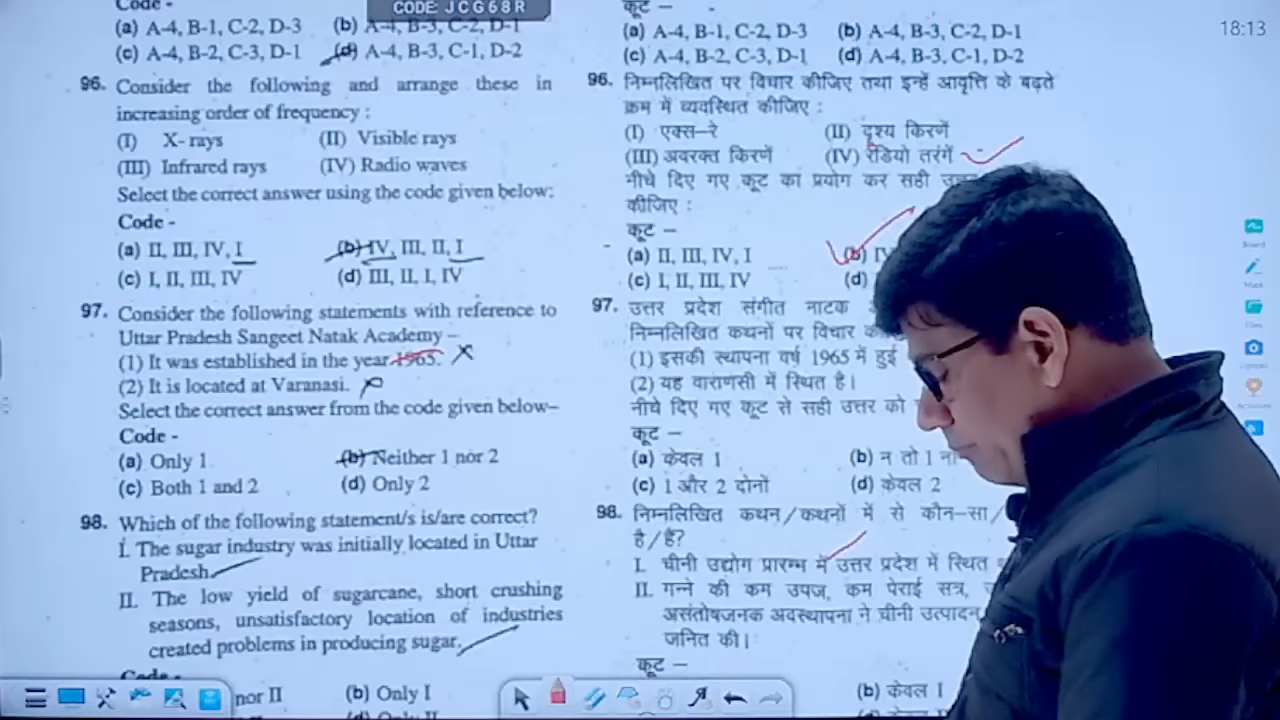 Code -
CODE: J C G 6 8 R
(a) A-4, B-1, C-2, D-3 (b) A-4, B-3, C-2, D-1
(c) A-4, B-2, C-3, D-1 (d) A-4, B-3, C-1, D-2
96. Consider the following and arrange these in
increasing order of frequency :
(I) X- rays (II) Visible rays
(III) Infrared rays (IV) Radio waves
Select the correct answer using the code given below:
Code -
(a) II, III, IV, I (b) IV, III, II, I
(c) I, II, III, IV (d) III, II, I, IV
97. Consider the following statements with reference to
Uttar Pradesh Sangeet Natak Academy –
(1) It was established in the year 1965.
(2) It is located at Varanasi.
Select the correct answer from the code given below–
Code -
(a) Only 1 (b) Neither 1 nor 2
(c) Both 1 and 2 (d) Only 2
98. Which of the following statement/s is/are correct?
I. The sugar industry was initially located in Uttar
Pradesh.
II. The low yield of sugarcane, short crushing
seasons, unsatisfactory location of industries
created problems in producing sugar.
Code -
nor II (b) Only I
कूट –
(a) A-4, B-1, C-2, D-3 (b) A-4, B-3, C-2, D-1
(c) A-4, B-2, C-3, D-1 (d) A-4, B-3, C-1, D-2
96. निम्नलिखित पर विचार कीजिए तथा इन्हें आवृत्ति के बढ़ते
क्रम में व्यवस्थित कीजिए :
(I) एक्स–रे (II) दृश्य किरणें
(III) अवरक्त किरणें (IV) रेडियो तरंगें
नीचे दिए गए कूट का प्रयोग कर सही
कीजिए :
कूट –
(a) II, III, IV, I (b)
(c) I, II, III, IV (d)
97. उत्तर प्रदेश संगीत नाटक
निम्नलिखित कथनों पर विचार
(1) इसकी स्थापना वर्ष 1965 में हुई
(2) यह वाराणसी में स्थित है।
नीचे दिए गए कूट से सही उत्तर को
कूट –
(a) केवल 1 (b) न तो 1
(c) 1 और 2 दोनों (d) केवल 2
98. निम्नलिखित कथन/कथनों में से कौन–सा/
है/हैं?
I. चीनी उद्योग प्रारम्भ में उत्तर प्रदेश में स्थित
II. गन्ने की कम उपज, कम पेराई सत्र,
असंतोषजनक अवस्थापना ने चीनी उत्पादन
जनित की।
कूट –
(b) केवल I
18:13